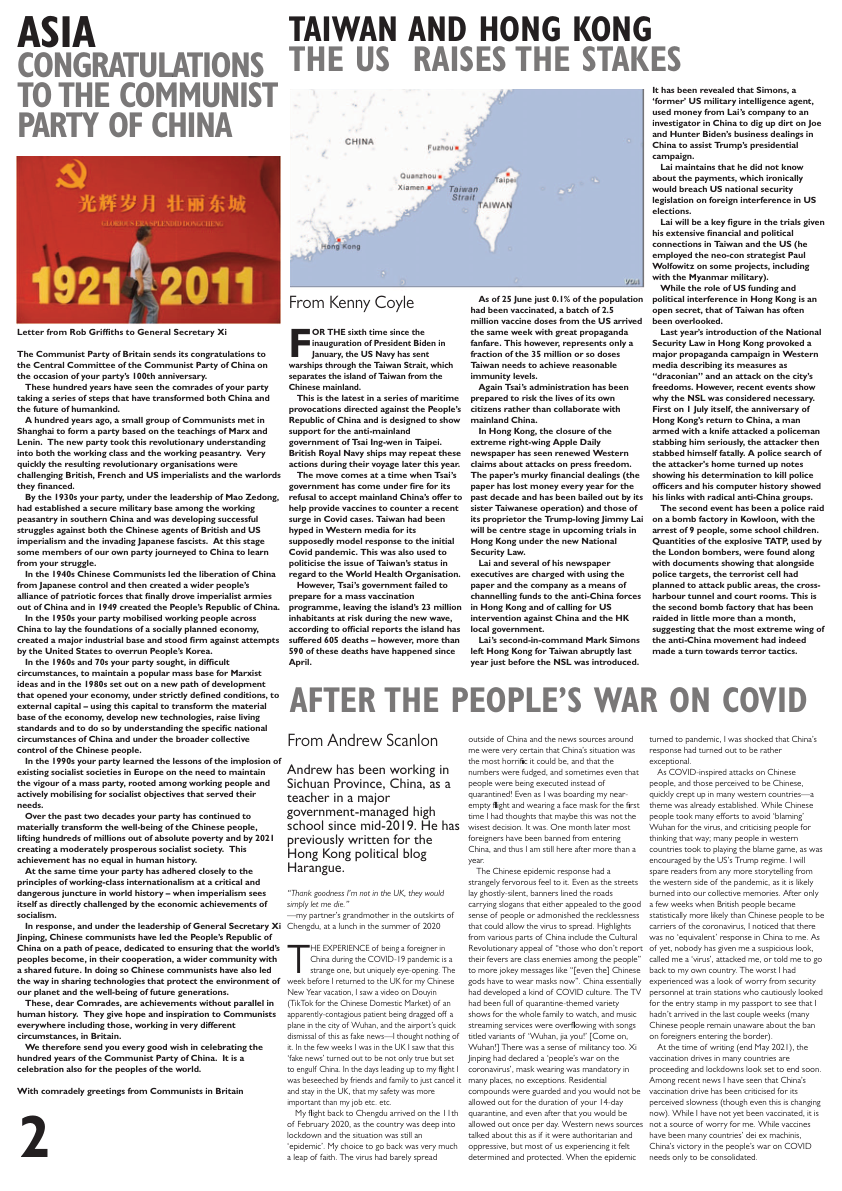 ASIA
CONGRATULATIONS
TO THE COMMUNIST
PARTY OF CHINA
光辉岁月 壮丽东城
GLORIOUS ERA SPLENDID DONGCHENG
1921 2011
Letter from Rob Griffiths to General Secretary Xi
The Communist Party of Britain sends its congratulations to
the Central Committee of the Communist Party of China on
the occasion of your party's 100th anniversary.
These hundred years have seen the comrades of your party
taking a series of steps that have transformed both China and
the future of humankind.
A hundred years ago, a small group of Communists met in
Shanghai to form a party based on the teachings of Marx and
Lenin. The new party took this revolutionary understanding
into both the working class and the working peasantry. Very
quickly the resulting revolutionary organisations were
challenging British, French and US imperialists and the warlords
they financed.
By the 1930s your party, under the leadership of Mao Zedong,
had established a secure military base among the working
peasantry in southern China and was developing successful
struggles against both the Chinese agents of British and US
imperialism and the invading Japanese fascists. At this stage
some members of our own party journeyed to China to learn
from your struggle.
In the 1940s Chinese Communists led the liberation of China
from Japanese control and then created a wider people's
alliance of patriotic forces that finally drove imperialist armies
out of China and in 1949 created the People's Republic of China.
In the 1950s your party mobilised working people across
China to lay the foundations of a socially planned economy,
created a major industrial base and stood firm against attempts
by the United States to overrun People's Korea.
In the 1960s and 70s your party sought, in difficult
circumstances, to maintain a popular mass base for Marxist
ideas and in the 1980s set out on a new path of development
that opened your economy, under strictly defined conditions, to
external capital – using this capital to transform the material
base of the economy, develop new technologies, raise living
standards and to do so by understanding the specific national
circumstances of China and under the broader collective
control of the Chinese people.
In the 1990s your party learned the lessons of the implosion of
existing socialist societies in Europe on the need to maintain
the vigour of a mass party, rooted among working people and
actively mobilising for socialist objectives that served their
needs.
Over the past two decades your party has continued to
materially transform the well-being of the Chinese people,
lifting hundreds of millions out of absolute poverty and by 2021
creating a moderately prosperous socialist society. This
achievement has no equal in human history.
At the same time your party has adhered closely to the
principles of working-class internationalism at a critical and
dangerous juncture in world history – when imperialism sees
itself as directly challenged by the economic achievements of
socialism.
In response, and under the leadership of General Secretary Xi
Jinping, Chinese communists have led the People's Republic of
China on a path of peace, dedicated to ensuring that the world's
peoples become, in their cooperation, a wider community with
a shared future. In doing so Chinese communists have also led
the way in sharing technologies that protect the environment of
our planet and the well-being of future generations.
These, dear Comrades, are achievements without parallel in
human history. They give hope and inspiration to Communists
everywhere including those, working in very different
circumstances, in Britain.
We therefore send you every good wish in celebrating the
hundred years of the Communist Party of China. It is a
celebration also for the peoples of the world.
With comradely greetings from Communists in Britain
2
TAIWAN AND HONG KONG
THE US RAISES THE STAKES
CHINA
Fuzhou
Quanzhou
Xiamen
Taiwan
Strait
Taipei
TAIWAN
Hong Kong
VOA
From Kenny Coyle
FOR THE sixth time since the
inauguration of President Biden in
January, the US Navy has sent
warships through the Taiwan Strait, which
separates the island of Taiwan from the
Chinese mainland.
This is the latest in a series of maritime
provocations directed against the People's
Republic of China and is designed to show
support for the anti-mainland
government of Tsai Ing-wen in Taipei.
British Royal Navy ships may repeat these
actions during their voyage later this year.
The move comes at a time when Tsai's
government has come under fire for its
refusal to accept mainland China's offer to
help provide vaccines to counter a recent
surge in Covid cases. Taiwan had been
hyped in Western media for its
supposedly model response to the initial
Covid pandemic. This was also used to
politicise the issue of Taiwan's status in
regard to the World Health Organisation.
However, Tsai's government failed to
prepare for a mass vaccination
programme, leaving the island's 23 million
inhabitants at risk during the new wave,
according to official reports the island has
suffered 605 deaths – however, more than
590 of these deaths have happened since
April.
As of 25 June just 0.1% of the population
had been vaccinated, a batch of 2.5
million vaccine doses from the US arrived
the same week with great propaganda
fanfare. This however, represents only a
fraction of the 35 million or so doses
Taiwan needs to achieve reasonable
immunity levels.
Again Tsai's administration has been
prepared to risk the lives of its own
citizens rather than collaborate with
mainland China.
In Hong Kong, the closure of the
extreme right-wing Apple Daily
newspaper has seen renewed Western
claims about attacks on press freedom.
The paper's murky financial dealings (the
paper has lost money every year for the
past decade and has been bailed out by its
sister Taiwanese operation) and those of
its proprietor the Trump-loving Jimmy Lai
will be centre stage in upcoming trials in
Hong Kong under the new National
Security Law.
Lai and several of his newspaper
executives are charged with using the
paper and the company as a means of
channelling funds to the anti-China forces
in Hong Kong and of calling for US
intervention against China and the HK
local government.
Lai's second-in-command Mark Simons
left Hong Kong for Taiwan abruptly last
year just before the NSL was introduced.
It has been revealed that Simons, a
'former' US military intelligence agent,
used money from Lai's company to an
investigator in China to dig up dirt on Joe
and Hunter Biden's business dealings in
China to assist Trump's presidential
campaign.
Lai maintains that he did not know
about the payments, which ironically
would breach US national security
legislation on foreign interference in US
elections.
Lai will be a key figure in the trials given
his extensive financial and political
connections in Taiwan and the US (he
employed the neo-con strategist Paul
Wolfowitz on some projects, including
with the Myanmar military).
While the role of US funding and
political interference in Hong Kong is an
open secret, that of Taiwan has often
been overlooked.
Last year's introduction of the National
Security Law in Hong Kong provoked a
major propaganda campaign in Western
media describing its measures as
"draconian" and an attack on the city's
freedoms. However, recent events show
why the NSL was considered necessary.
First on 1 July itself, the anniversary of
Hong Kong's return to China, a man
armed with a knife attacked a policeman
stabbing him seriously, the attacker then
stabbed himself fatally. A police search of
the attacker's home turned up notes
showing his determination to kill police
officers and his computer history showed
his links with radical anti-China groups.
The second event has been a police raid
on a bomb factory in Kowloon, with the
arrest of 9 people, some school children.
Quantities of the explosive TATP, used by
the London bombers, were found along
with documents showing that alongside
police targets, the terrorist cell had
planned to attack public areas, the cross-
harbour tunnel and court rooms. This is
the second bomb factory that has been
raided in little more than a month,
suggesting that the most extreme wing of
the anti-China movement had indeed
made a turn towards terror tactics.
AFTER THE PEOPLE'S WAR ON COVID
From Andrew Scanlon
Andrew has been working in
Sichuan Province, China, as a
teacher in a major
government-managed high
school since mid-2019. He has
previously written for the
Hong Kong political blog
Harangue.
"Thank goodness I'm not in the UK, they would
simply let me die."
—my partner's grandmother in the outskirts of
Chengdu, at a lunch in the summer of 2020
THE EXPERIENCE of being a foreigner in
China during the COVID-19 pandemic is a
strange one, but uniquely eye-opening. The
week before I returned to the UK for my Chinese
New Year vacation, I saw a video on Douyin
(TikTok for the Chinese Domestic Market) of an
apparently-contagious patient being dragged off a
plane in the city of Wuhan, and the airport's quick
dismissal of this as fake news—I thought nothing of
it. In the few weeks I was in the UK I saw that this
'fake news' turned out to be not only true but set
to engulf China. In the days leading up to my flight I
was beseeched by friends and family to just cancel it
and stay in the UK, that my safety was more
important than my job etc. etc.
My flight back to Chengdu arrived on the 11th
of February 2020, as the country was deep into
lockdown and the situation was still an
'epidemic'. My choice to go back was very much
a leap of faith. The virus had barely spread
outside of China and the news sources around
me were very certain that China's situation was
the most horrific it could be, and that the
numbers were fudged, and sometimes even that
people were being executed instead of
quarantined! Even as I was boarding my near-
empty flight and wearing a face mask for the first
time I had thoughts that maybe this was not the
wisest decision. It was. One month later most
foreigners have been banned from entering
China, and thus I am still here after more than a
year.
The Chinese epidemic response had a
strangely fervorous feel to it. Even as the streets
lay ghostly-silent, banners lined the roads
carrying slogans that either appealed to the good
sense of people or admonished the recklessness
that could allow the virus to spread. Highlights
from various parts of China include the Cultural
Revolutionary appeal of "those who don't report
their fevers are class enemies among the people"
to more jokey messages like "[even the] Chinese
gods have to wear masks now". China essentially
had developed a kind of COVID culture. The TV
had been full of quarantine-themed variety
shows for the whole family to watch, and music
streaming services were overflowing with songs
titled variants of 'Wuhan, jia you!' [Come on,
Wuhan!] There was a sense of militancy too. Xi
Jinping had declared a 'people's war on the
coronavirus', mask wearing was mandatory in
many places, no exceptions. Residential
compounds were guarded and you would not be
allowed out for the duration of your 14-day
quarantine, and even after that you would be
allowed out once per day. Western news sources
talked about this as if it were authoritarian and
oppressive, but most of us experiencing it felt
determined and protected. When the epidemic
turned to pandemic, I was shocked that China's
response had turned out to be rather
exceptional.
As COVID-inspired attacks on Chinese
people, and those perceived to be Chinese,
quickly crept up in many western countries—a
theme was already established. While Chinese
people took many efforts to avoid 'blaming'
Wuhan for the virus, and criticising people for
thinking that way; many people in western
countries took to playing the blame game, as was
encouraged by the US's Trump regime. I will
spare readers from any more storytelling from
the western side of the pandemic, as it is likely
burned into our collective memories. After only
a few weeks when British people became
statistically more likely than Chinese people to be
carriers of the coronavirus, I noticed that there
was no 'equivalent' response in China to me. As
of yet, nobody has given me a suspicious look,
called me a 'virus', attacked me, or told me to go
back to my own country. The worst I had
experienced was a look of worry from security
personnel at train stations who cautiously looked
for the entry stamp in my passport to see that I
hadn't arrived in the last couple weeks (many
Chinese people remain unaware about the ban
on foreigners entering the border).
At the time of writing (end May 2021), the
vaccination drives in many countries are
proceeding and lockdowns look set to end soon.
Among recent news I have seen that China's
vaccination drive has been criticised for its
perceived slowness (though even this is changing
now). While I have not yet been vaccinated, it is
not a source of worry for me. While vaccines
have been many countries' dei ex machinis,
China's victory in the people's war on COVID
needs only to be consolidated.